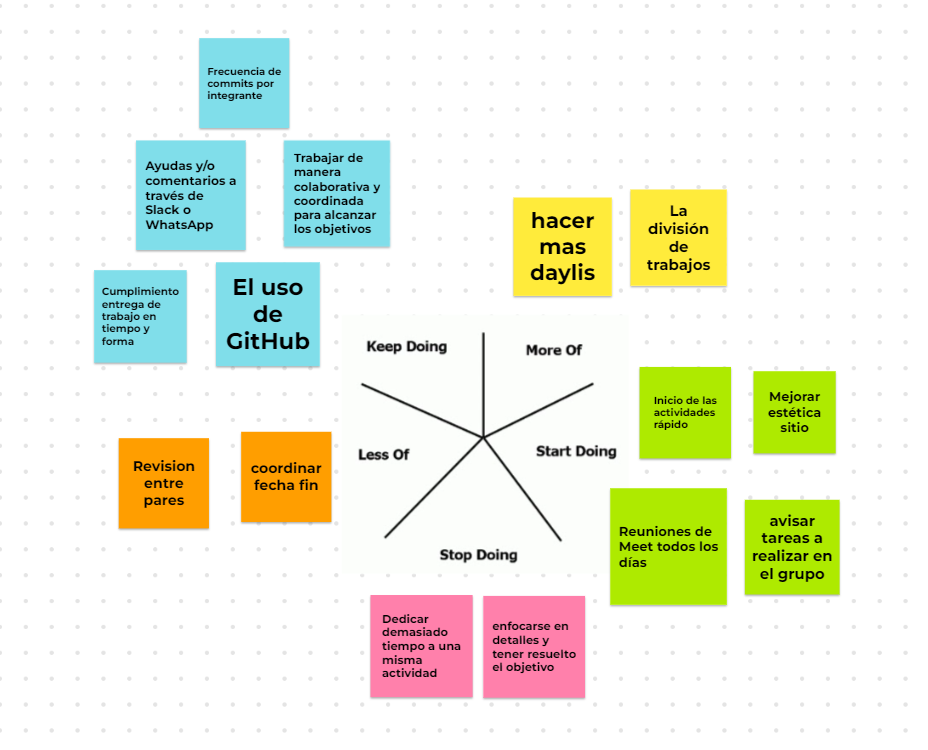 Frecuencia de
commits por
integrante
Ayudas y/o
comentarios a
través de
Slack o
WhatsApp
Trabajar de
manera
colaborativa y
coordinada
para alcanzar
los objetivos
Cumplimiento
entrega de
trabajo en
tiempo y
forma
El uso
de
GitHub
hacer
mas
daylis
La
división
de
trabajos
Keep Doing
More Of
Less Of
Start Doing
Stop Doing
Revision
entre
pares
coordinar
fecha fin
Inicio de las
actividades
rápido
Mejorar
estética
sitio
Reuniones de
Meet todos los
días
avisar
tareas a
realizar en
el grupo
Dedicar
demasiado
tiempo a una
misma
actividad
enfocarse en
detalles y
tener resuelto
el objetivo